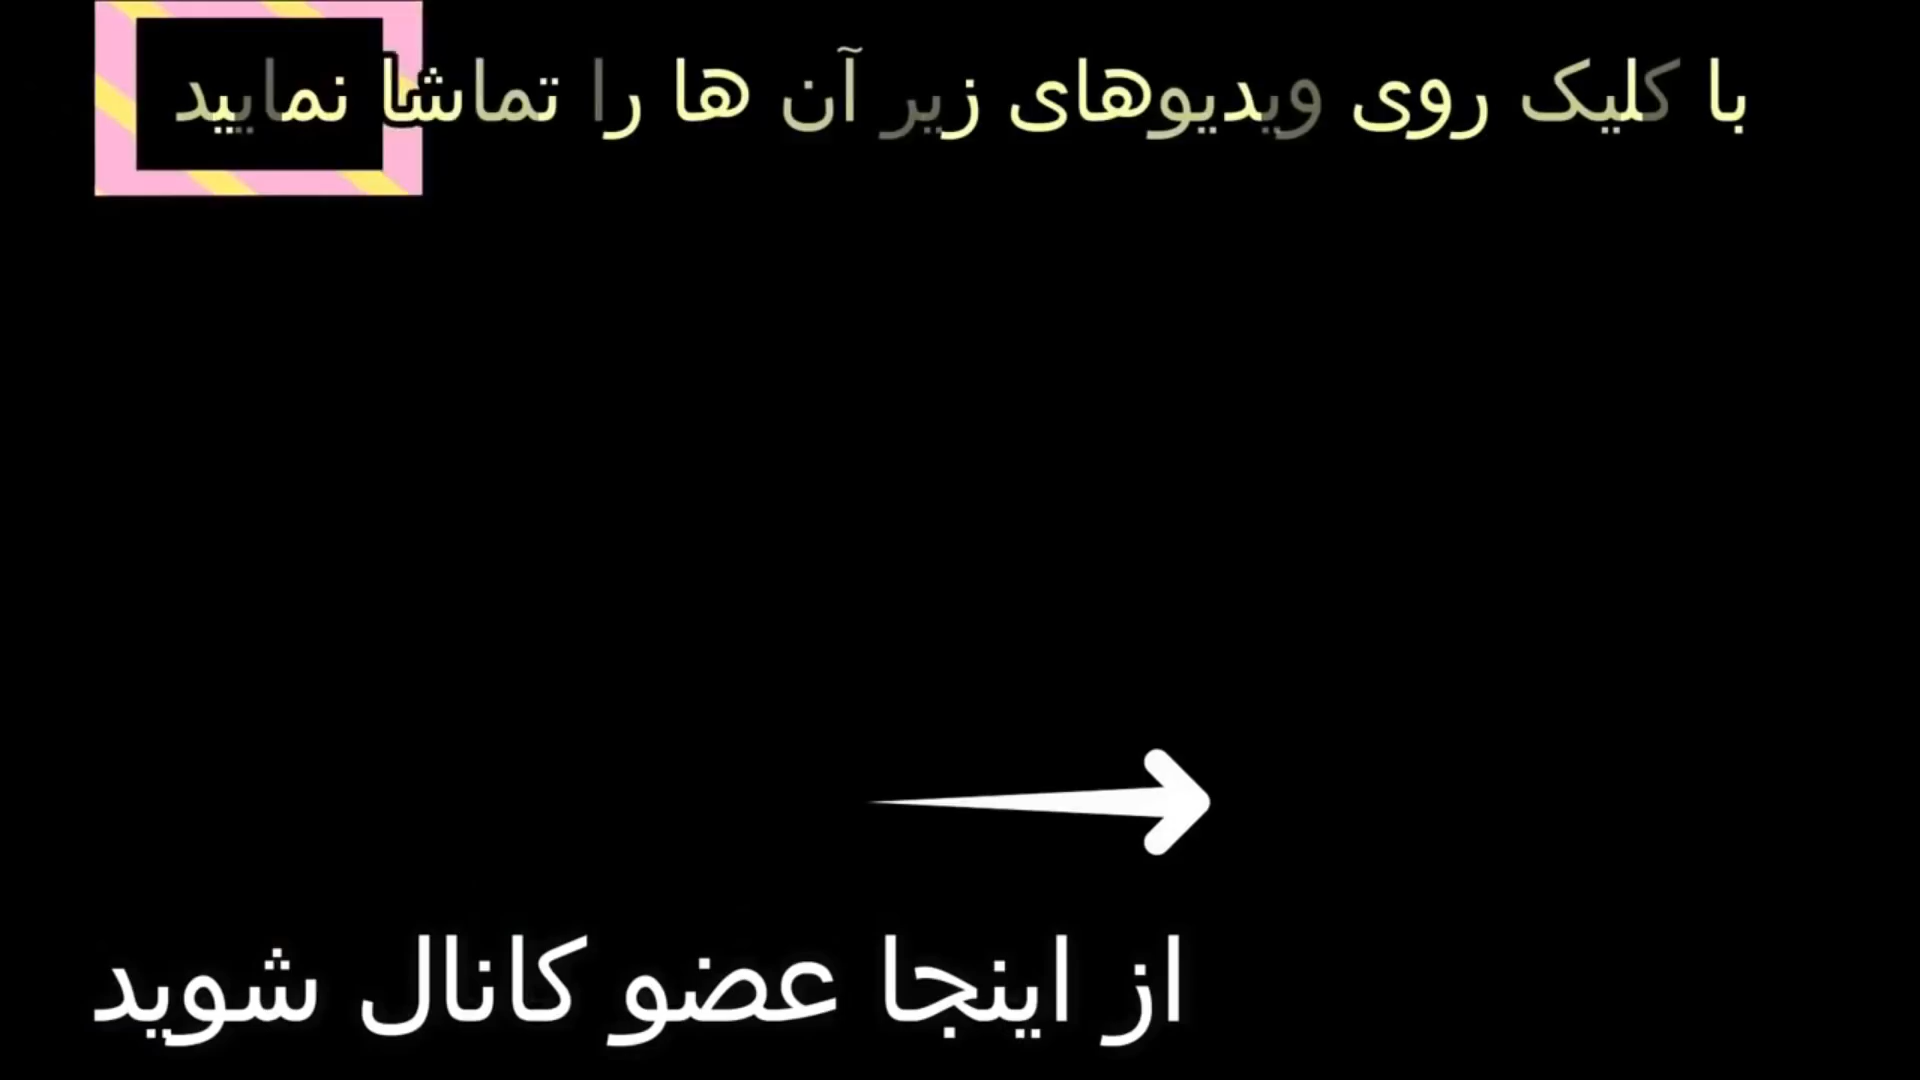 با کلیک روی ویدیوهای زیر آن ها را تماشا نمایید
از اینجا عضو کانال شوید